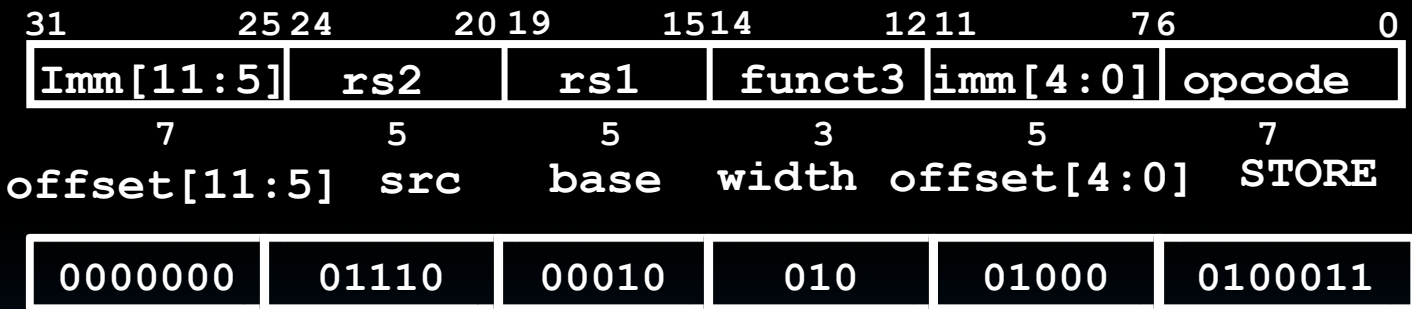 31 25 24 20 19 15 14 12 11 7 6 0
Imm[11:5] rs2 rs1 funct3 imm[4:0] opcode
7 5 5 3 5 7
offset[11:5] src base width offset[4:0] STORE
0000000 01110 00010 010 01000 0100011